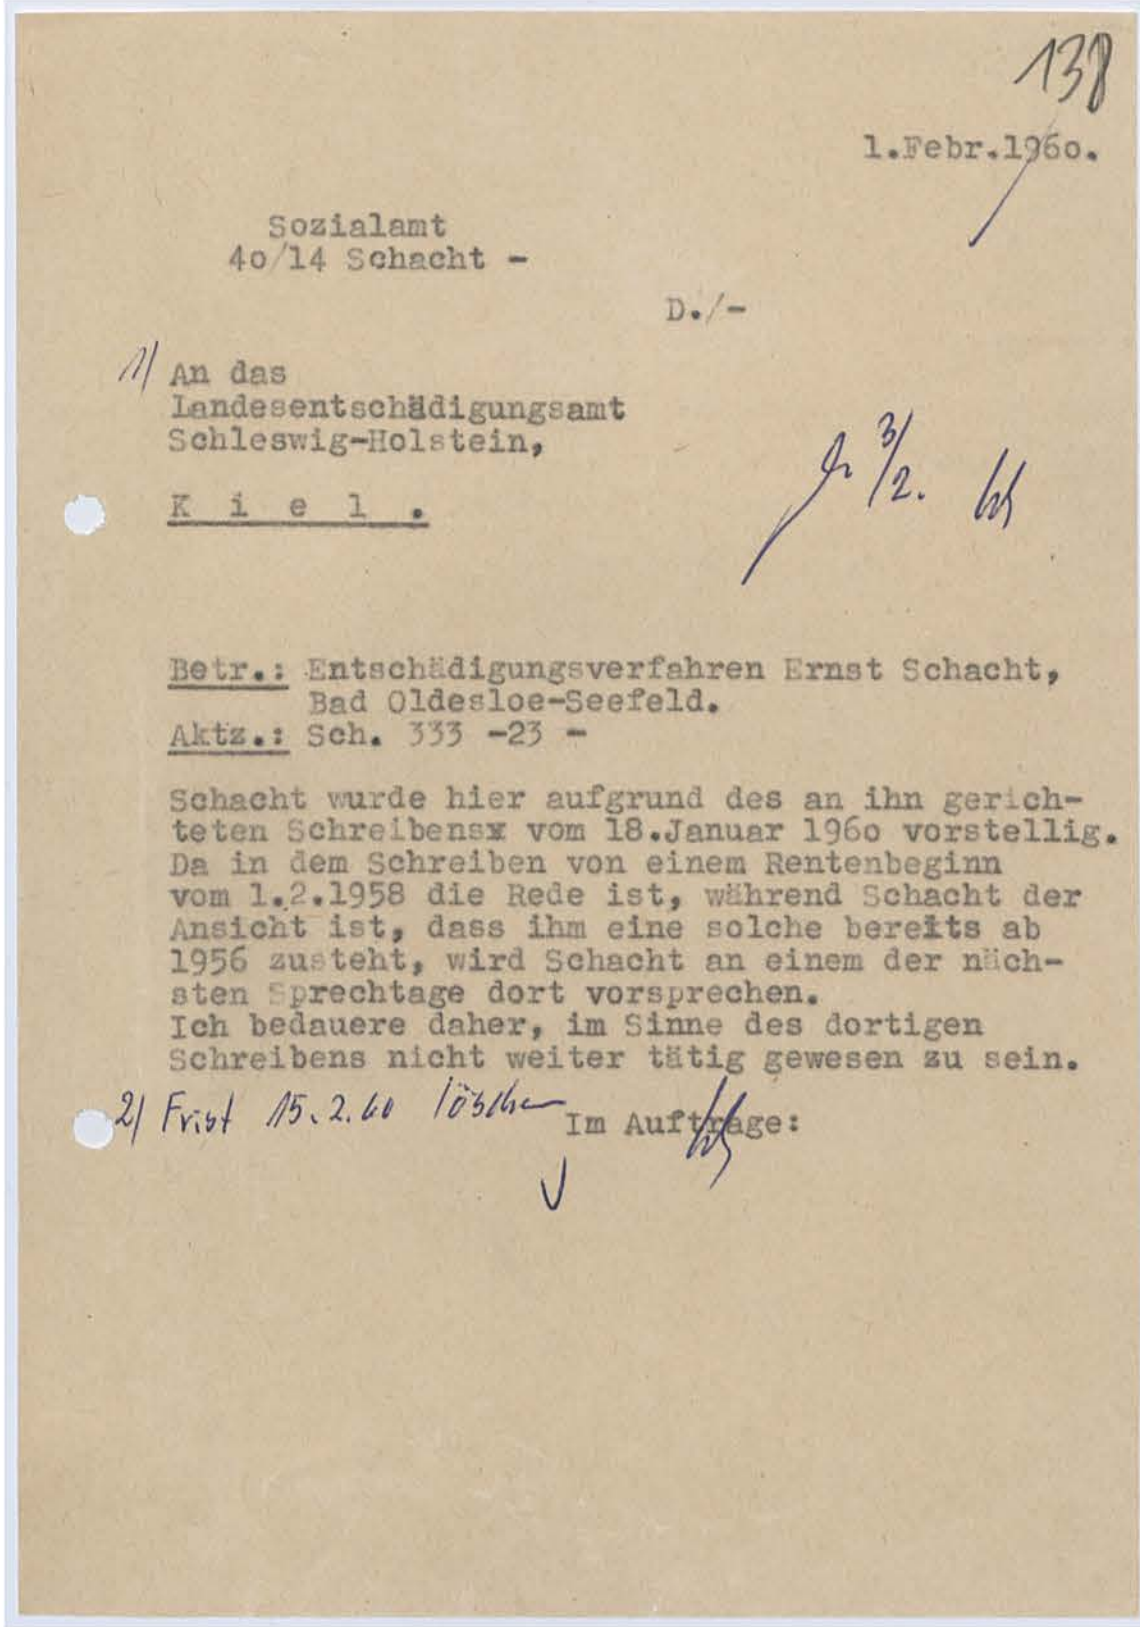 138
1.Febr.1960.
Sozialamt
40/14 Schacht -
D./-
1/ An das
Landesentschädigungsamt
Schleswig-Holstein,
3/2.
K i e l .
Betr.: Entschädigungsverfahren Ernst Schacht,
Bad Oldesloe-Seefeld.
Aktz.: Sch. 333 -23 -
Schacht wurde hier aufgrund des an ihn gerich-
teten Schreibensx vom 18.Januar 1960 vorstellig.
Da in dem Schreiben von einem Rentenbeginn
vom 1.2.1958 die Rede ist, während Schacht der
Ansicht ist, dass ihm eine solche bereits ab
1956 zusteht, wird Schacht an einem der näch-
sten Sprechtage dort vorsprechen.
Ich bedauere daher, im Sinne des dortigen
Schreibens nicht weiter tätig gewesen zu sein.
2/ Frist 15.2.60 löschen
Im Auftrage: